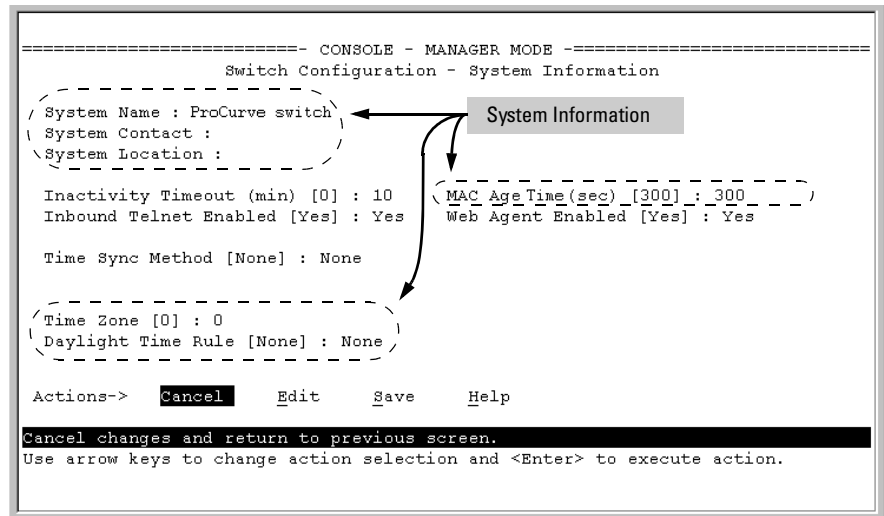 ==========================- CONSOLE - MANAGER MODE -============================
Switch Configuration - System Information
System Name : ProCurve switch
System Information
System Contact :
System Location :
Inactivity Timeout (min) [0] : 10 MAC Age Time(sec) [300] : 300
Inbound Telnet Enabled [Yes] : Yes Web Agent Enabled [Yes] : Yes
Time Sync Method [None] : None
Time Zone [0] : 0
Daylight Time Rule [None] : None
Actions-> Cancel Edit Save Help
Cancel changes and return to previous screen.
Use arrow keys to change action selection and <Enter> to execute action.